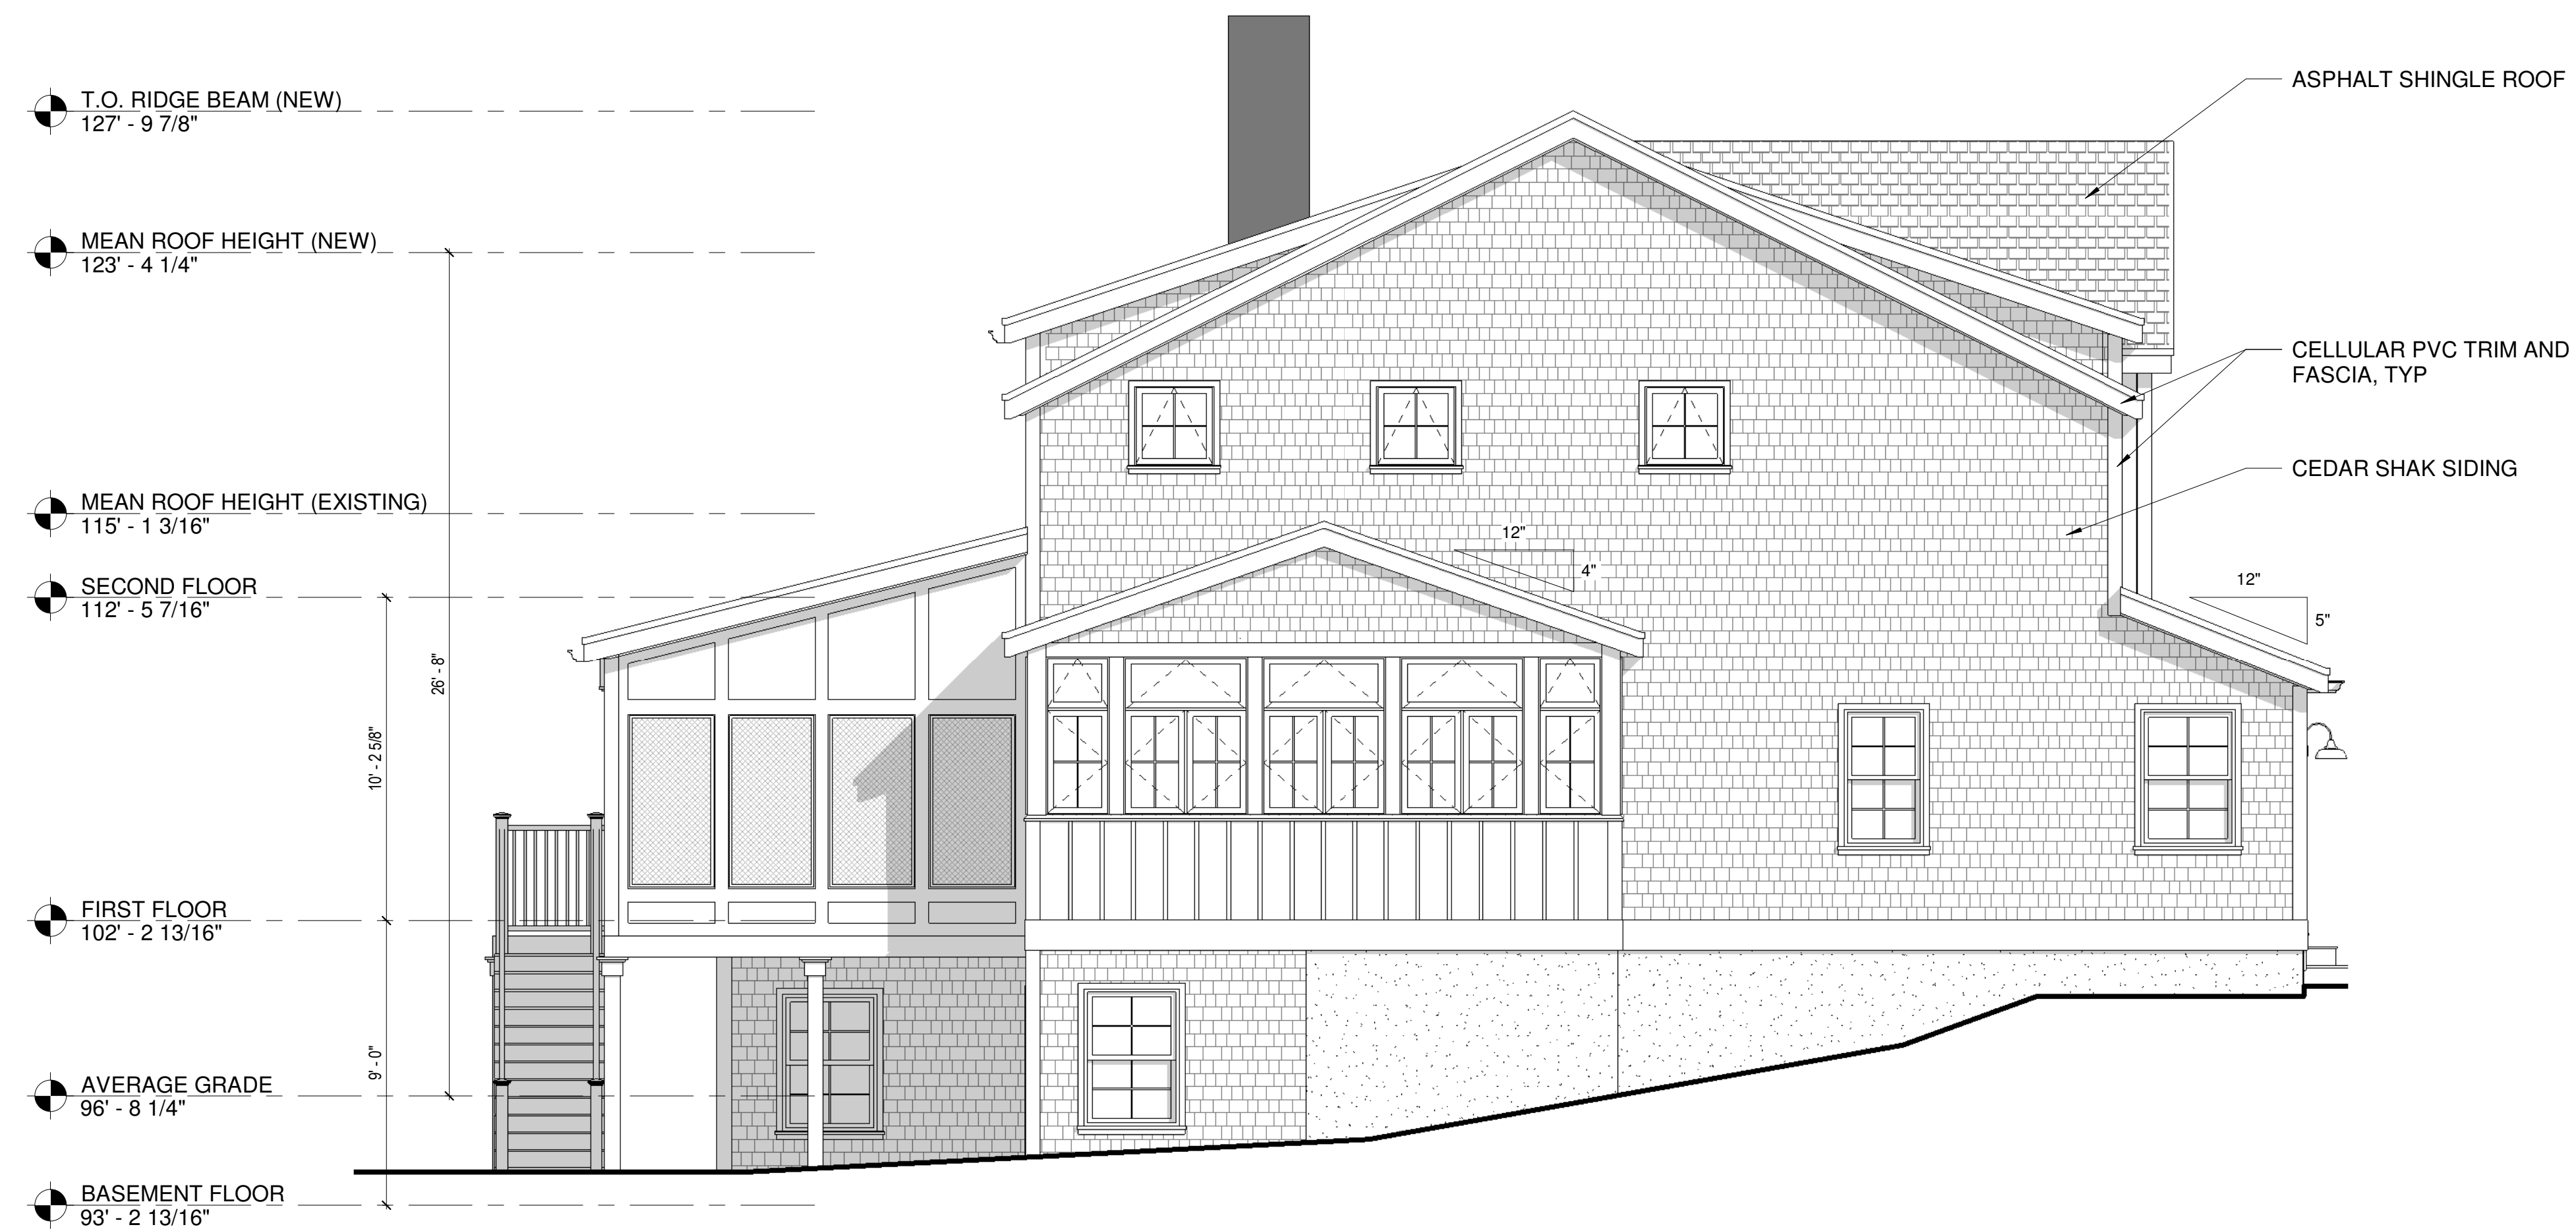 T.O. RIDGE BEAM (NEW)
127' - 9 7/8"
MEAN ROOF HEIGHT (NEW)
123' - 4 1/4"
MEAN ROOF HEIGHT (EXISTING)
115' - 1 3/16"
SECOND FLOOR
112' - 5 7/16"
FIRST FLOOR
102' - 2 13/16"
AVERAGE GRADE
96' - 8 1/4"
BASEMENT FLOOR
93' - 2 13/16"
10' - 2 5/8"
9' - 0"
26' - 8"
12"
4"
ASPHALT SHINGLE ROOF
CELLULAR PVC TRIM AND
FASCIA, TYP
CEDAR SHAK SIDING
12"
5"